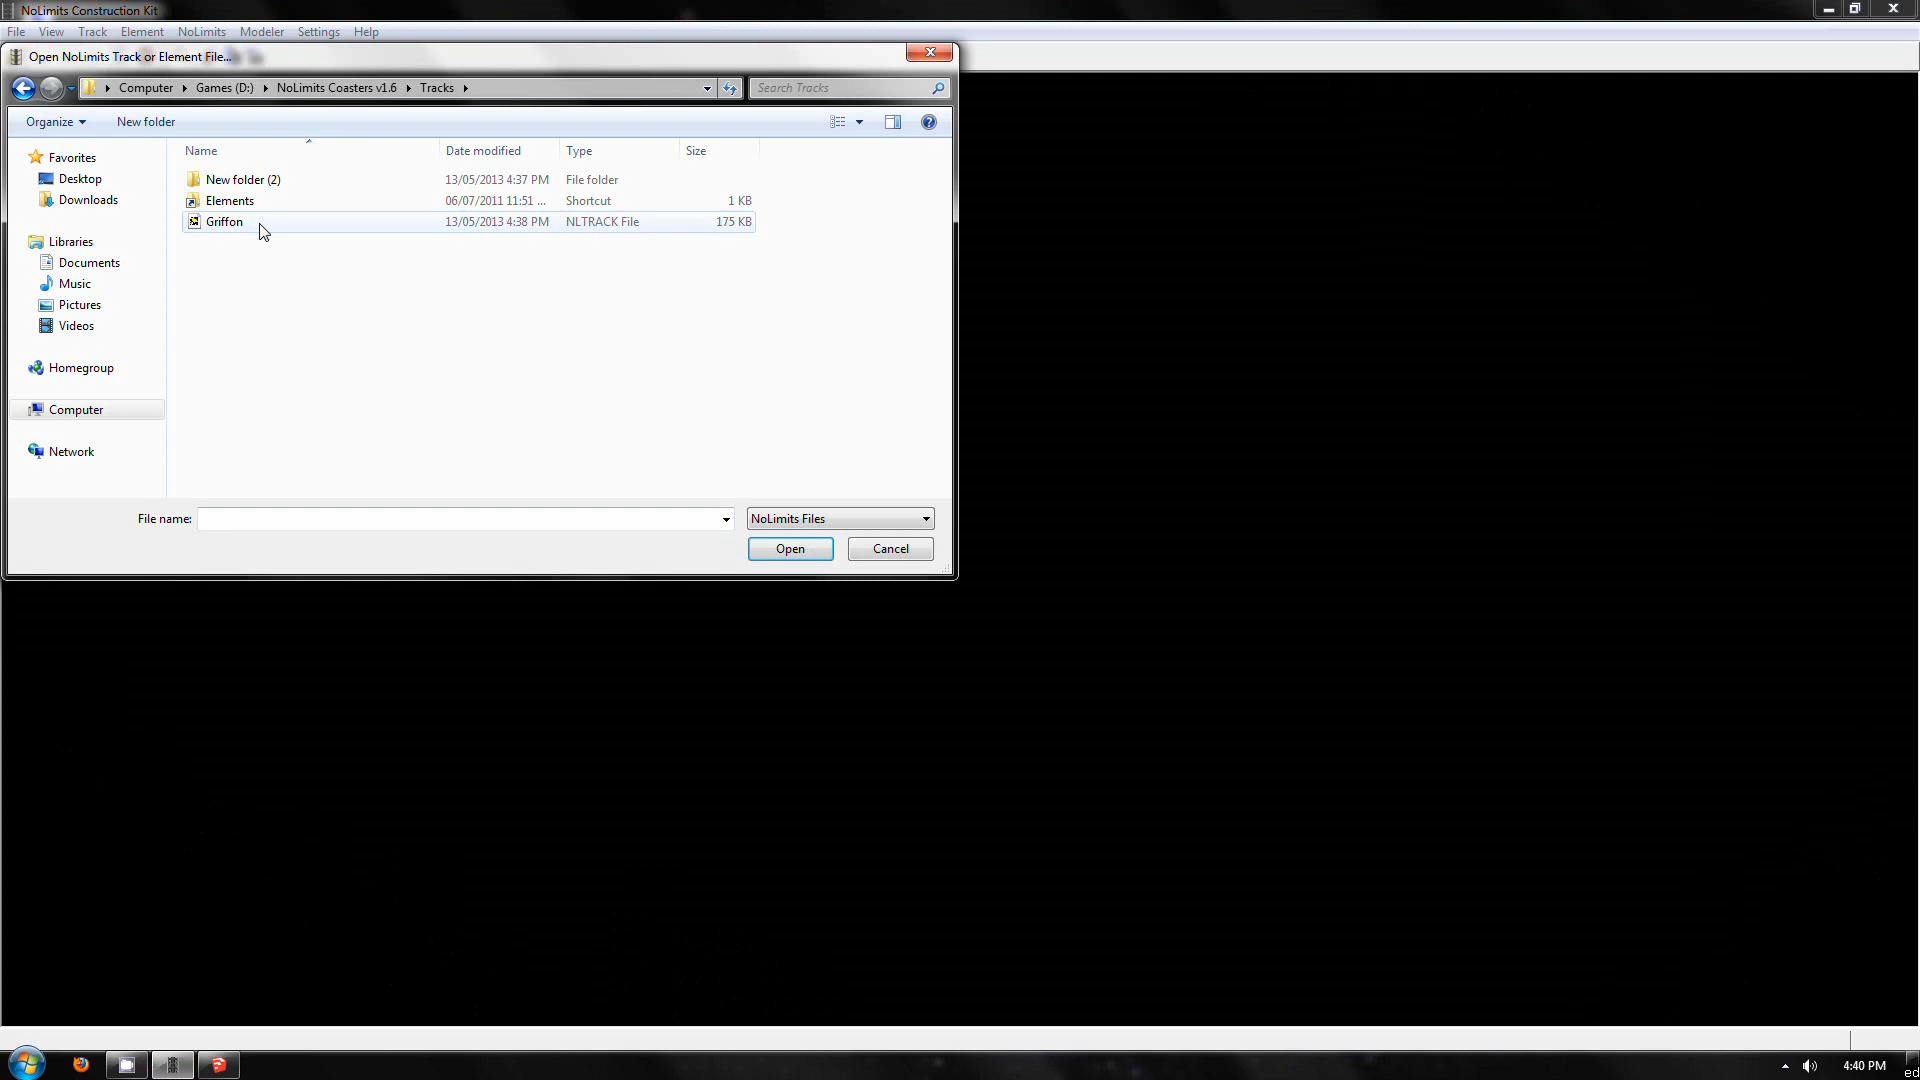 NoLimits Construction Kit
File View Track Element NoLimits Modeler Settings Help
Open NoLimits Track or Element File...
Computer Games (D:) NoLimits Coasters v1.6 Tracks Search Tracks
Organize New folder
Name Date modified Type Size
Favorites
Desktop
Downloads
Libraries
Documents
Music
Pictures
Videos
Homegroup
Computer
Network
New folder (2) 13/05/2013 4:37 PM File folder
Elements 06/07/2011 11:51 ... Shortcut 1 KB
Griffon 13/05/2013 4:38 PM NLTRACK File 175 KB
File name: NoLimits Files
Open Cancel
4:40 PM
ed